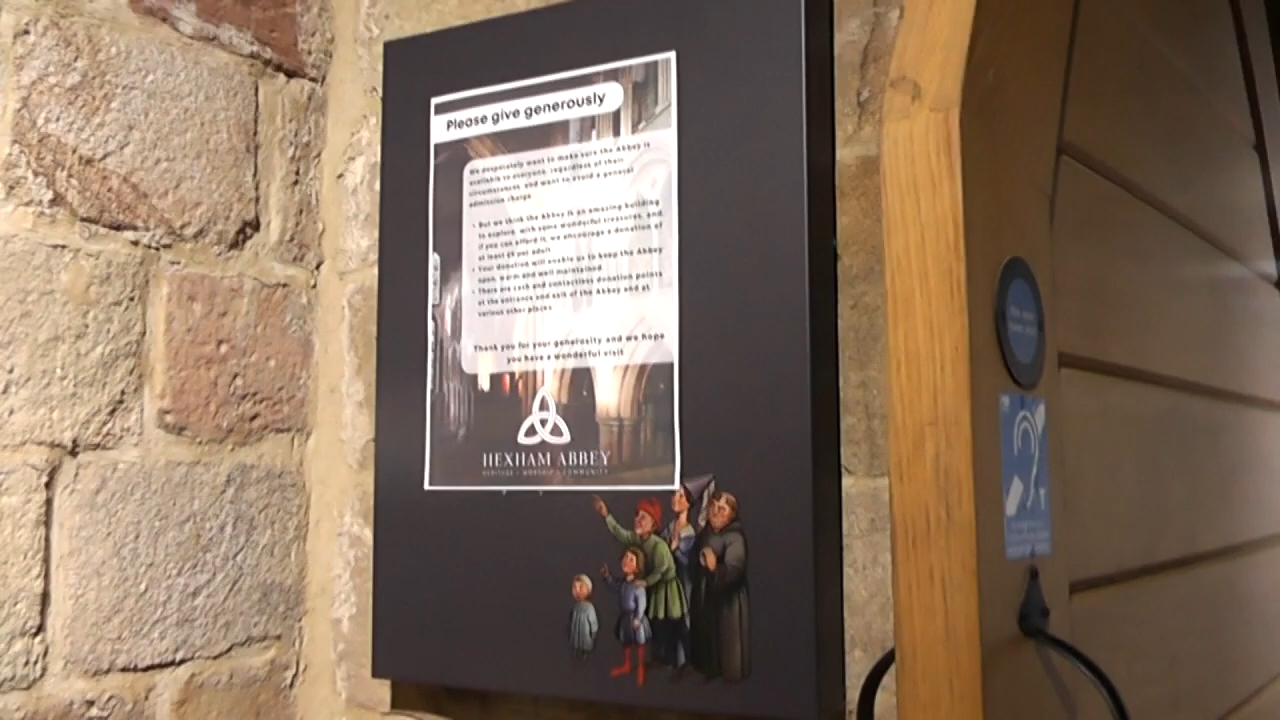 Please give generously
We desperately want to make sure the Abbey is
available to everyone, regardless of their
circumstances, and want to avoid a general
admission charge.
• But we think the Abbey is an amazing building
to explore, with some wonderful treasures, and,
if you can afford it, we encourage a donation of
at least £5 per adult
• Your donation will enable us to keep the Abbey
open, warm and well maintained
• There are cash and contactless donation points
at the entrance and exit of the Abbey and at
various other places
Thank you for your generosity and we hope
you have a wonderful visit
HEXHAM ABBEY
HERITAGE • WORSHIP • COMMUNITY